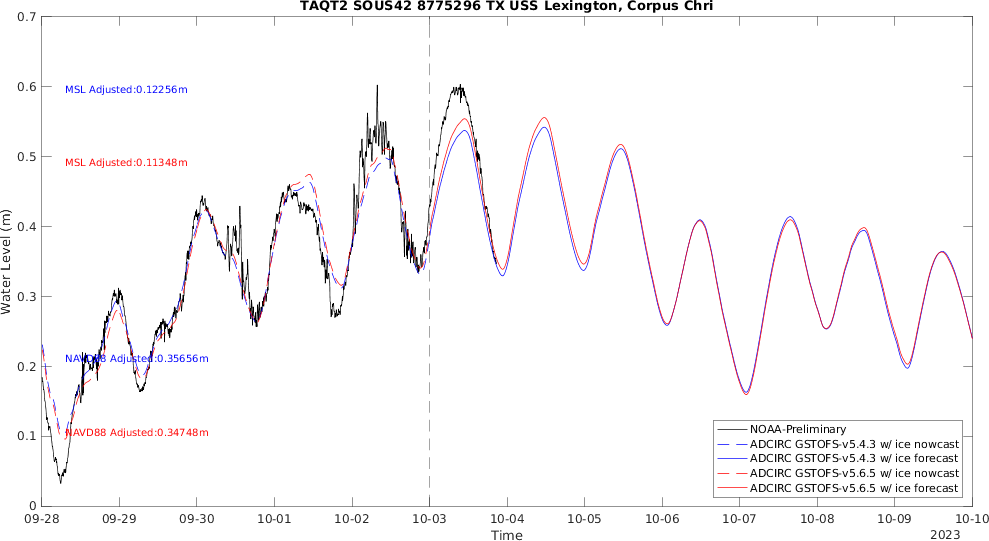 TAQT2 SOUS42 8775296 TX USS Lexington, Corpus Chri
0.7
0.6
0.5
0.4
0.3
0.2
0.1
0
Water Level (m)
MSL Adjusted:0.12256m
MSL Adjusted:0.11348m
NAVD88 Adjusted:0.35656m
NAVD88 Adjusted:0.34748m
NOAA-Preliminary
ADCIRC GSTOFS-v5.4.3 w/ ice nowcast
ADCIRC GSTOFS-v5.4.3 w/ ice forecast
ADCIRC GSTOFS-v5.6.5 w/ ice nowcast
ADCIRC GSTOFS-v5.6.5 w/ ice forecast
09-28 09-29 09-30 10-01 10-02 10-03 10-04 10-05 10-06 10-07 10-08 10-09 10-10
Time
2023